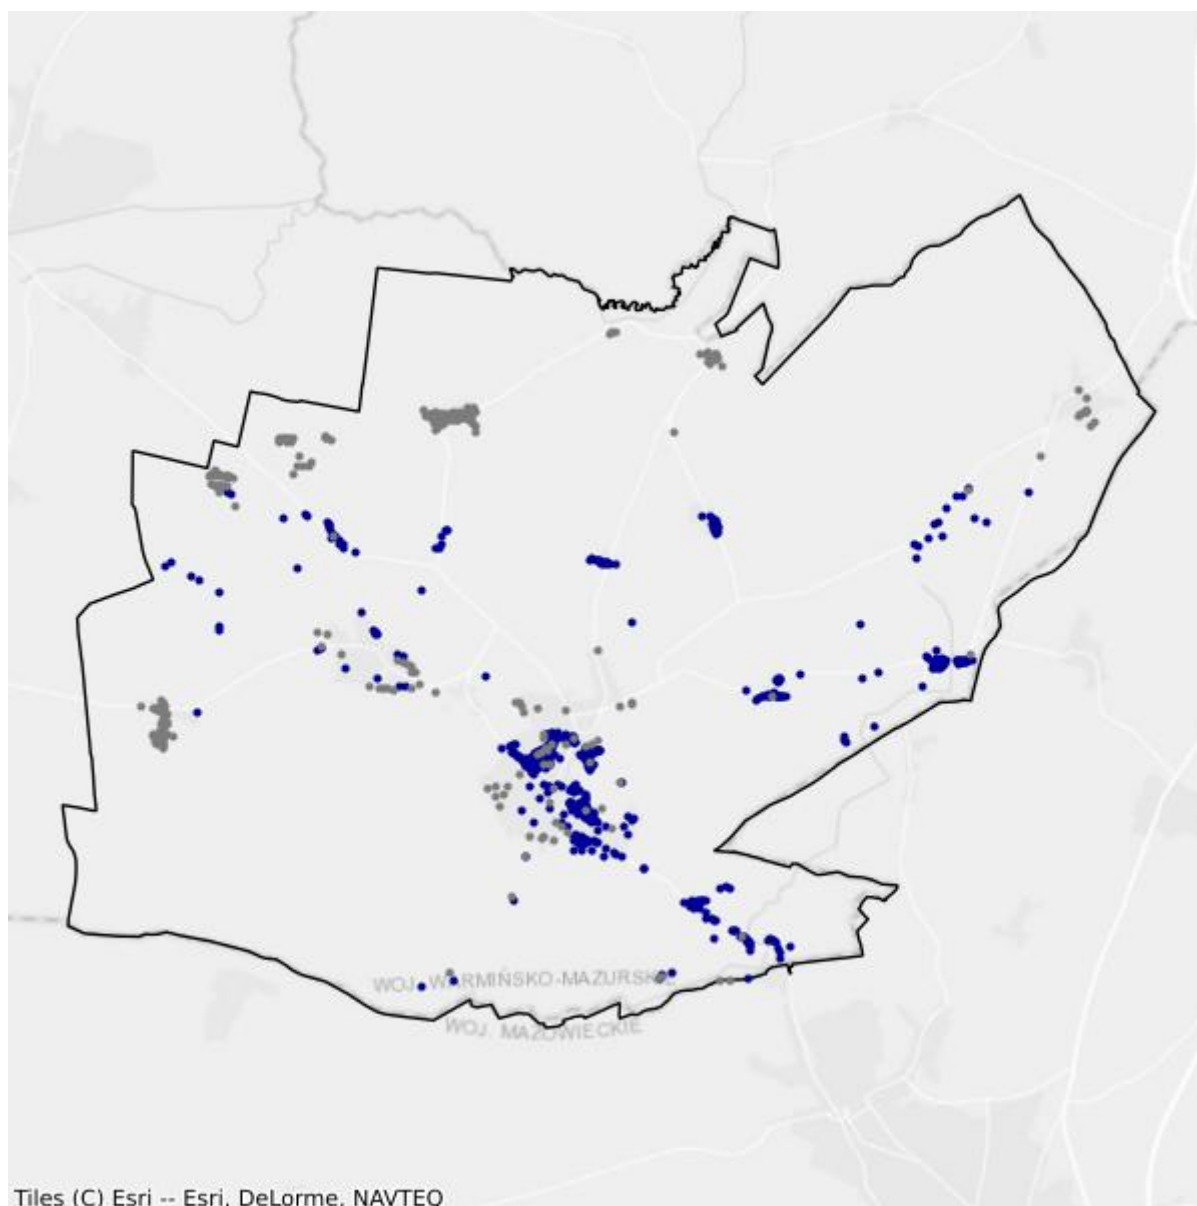 WOJ. WARMIŃSKO-MAZURSKIE
WOJ. MAZOWIECKIE
Tiles (C) Esri -- Esri, DeLorme, NAVTEQ